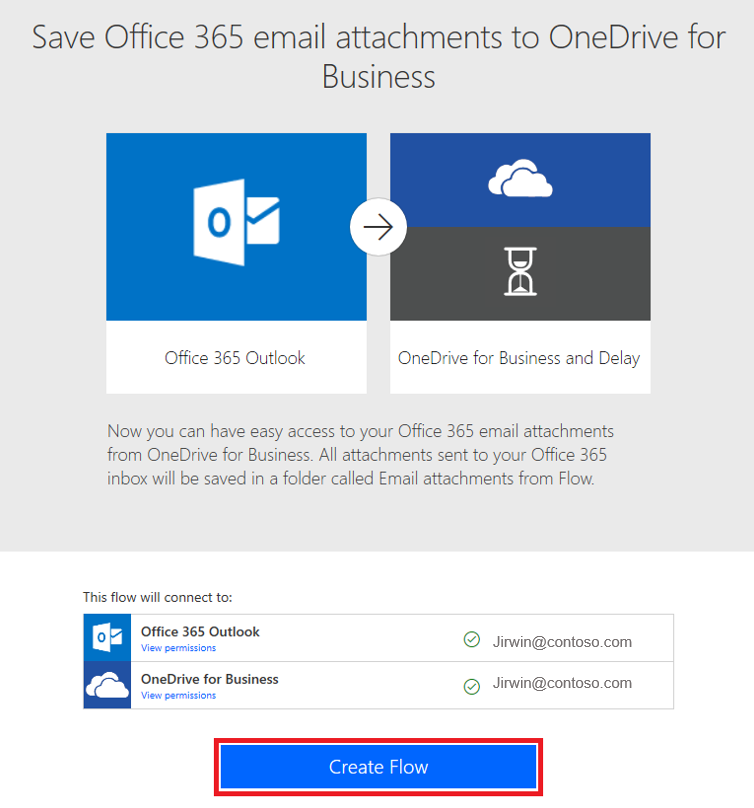 Save Office 365 email attachments to OneDrive for
Business
Office 365 Outlook
OneDrive for Business and Delay
Now you can have easy access to your Office 365 email attachments
from OneDrive for Business. All attachments sent to your Office 365
inbox will be saved in a folder called Email attachments from Flow.
This flow will connect to:
Office 365 Outlook
View permissions
Jirwin@contoso.com
OneDrive for Business
View permissions
Jirwin@contoso.com
Create Flow